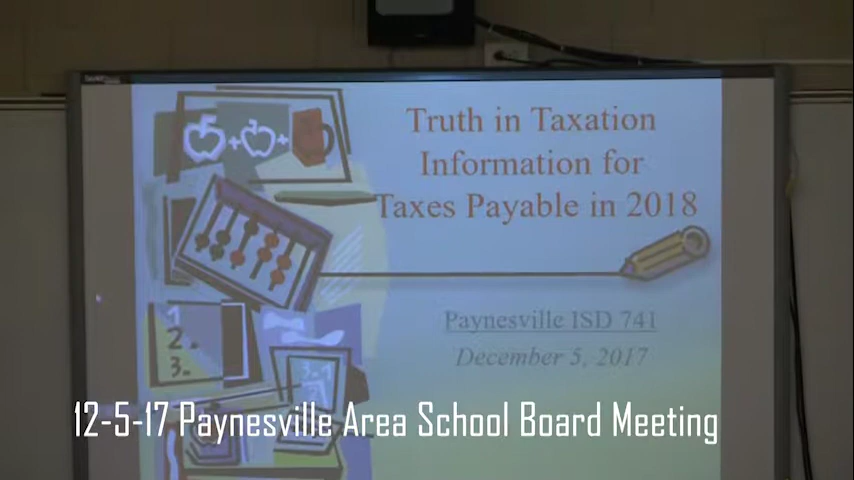 Truth in Taxation
Information for
Taxes Payable in 2018
Paynesville ISD 741
December 5, 2017
1
2.
3.
12-5-17 Paynesville Area School Board Meeting